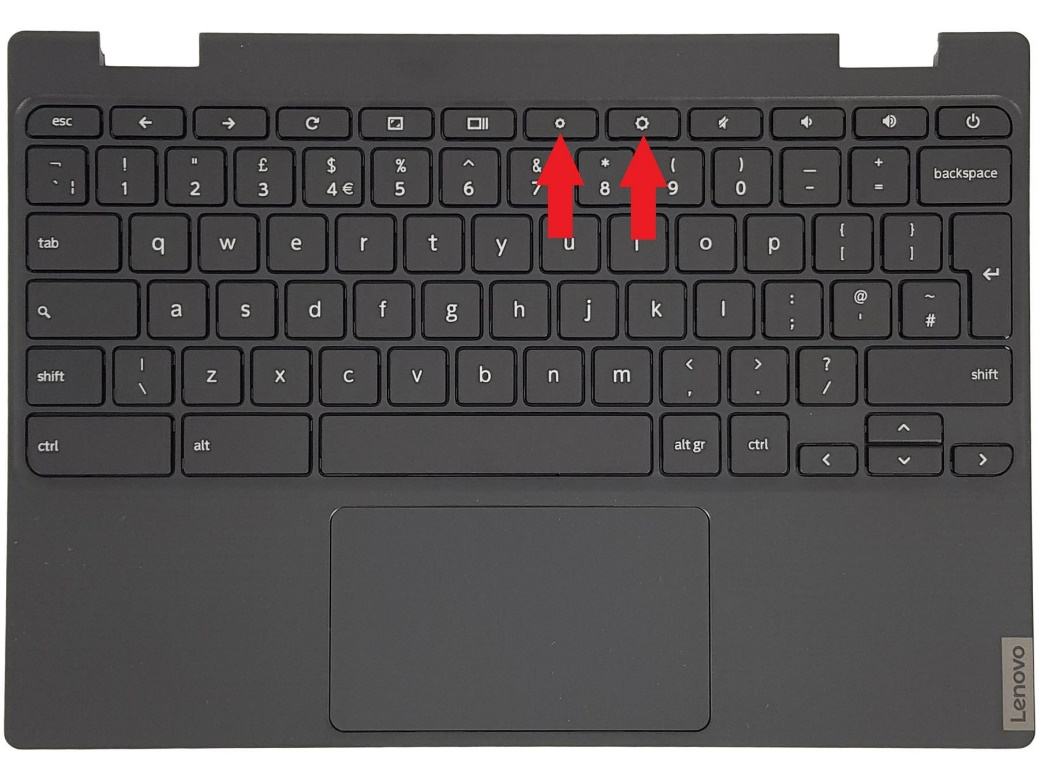 esc
¬ ! " £ $ % ^ & * ( ) — +
` ¦ 1 2 3 4 € 5 6 7 8 9 0 - = backspace
tab q w e r t y u i o p { }
[ ]
a s d f g h j k l : @ ~
; ' #
shift | z x c v b n m < > ? shift
\ , . /
ctrl alt alt gr ctrl
Lenovo